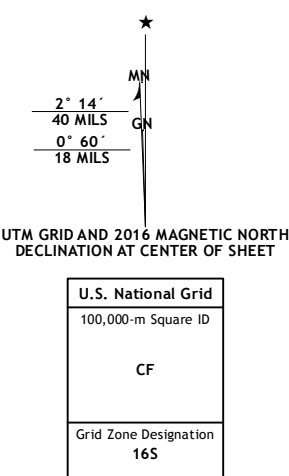 ★
MN
2° 14´
40 MILS
GN
0° 60´
18 MILS
UTM GRID AND 2016 MAGNETIC NORTH
DECLINATION AT CENTER OF SHEET
U.S. National Grid
100,000-m Square ID
CF
Grid Zone Designation
16S